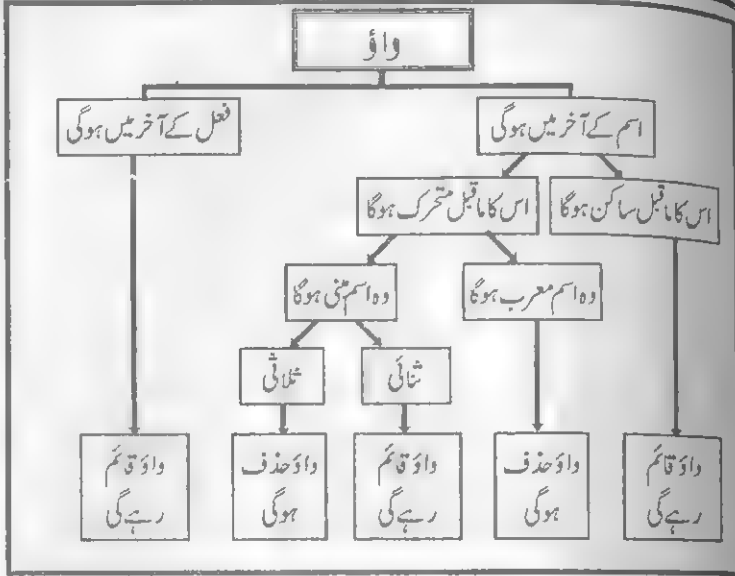 واؤ
اسم کے آخر میں ہوگی
فعل کے آخر میں ہوگی
اس کا ماقبل ساکن ہوگا
اس کا ماقبل متحرک ہوگا
وہ اسم معرب ہوگا
وہ اسم مبنی ہوگا
ثنائی
ثلاثی
واؤ قائم
رہے گی
واؤ حذف
ہوگی
واؤ قائم
رہے گی
واؤ حذف
ہوگی
واؤ قائم
رہے گی